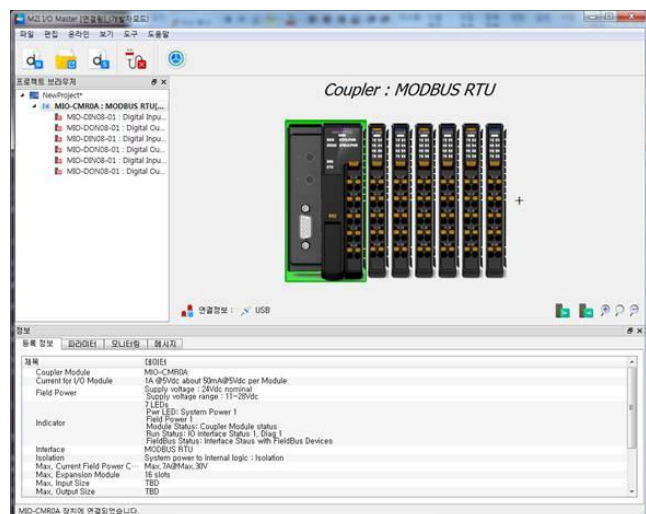 M2I I/O Master [연결됨] (개발자모드)
파일 편집 온라인 보기 도구 도움말
프로젝트 브라우저
NewProject*
MIO-CMR0A : MODBUS RTU(...
MIO-DIN08-01 : Digital Inpu...
MIO-DON08-01 : Digital Ou...
MIO-DIN08-01 : Digital Inpu...
MIO-DON08-01 : Digital Ou...
MIO-DIN08-01 : Digital Inpu...
MIO-DON08-01 : Digital Ou...
Coupler : MODBUS RTU
연결정보 : USB
정보
등록 정보 파라미터 모니터링 메시지
제목 데이터
Coupler Module MIO-CMR0A
Current for I/O Module 1A @5Vdc about 50mA@5Vdc per Module
Field Power Supply voltage : 24Vdc nominal
Supply voltage range : 11~28Vdc
Indicator 7 LEDs
Pwr LED: System Power 1
Field Power 1
Module Status: Coupler Module status
Run Status: IO interface Status 1, Diag 1
FieldBus Status: Interface Staus with FieldBus Devices
Interface MODBUS RTU
Isolation System power to internal logic : Isolation
Max, Current Field Power C... Max,7A@Max,30V
Max, Expansion Module 16 slots
Max, Input Size TBD
Max, Output Size TBD
MIO-CMR0A 장치에 연결되었습니다.